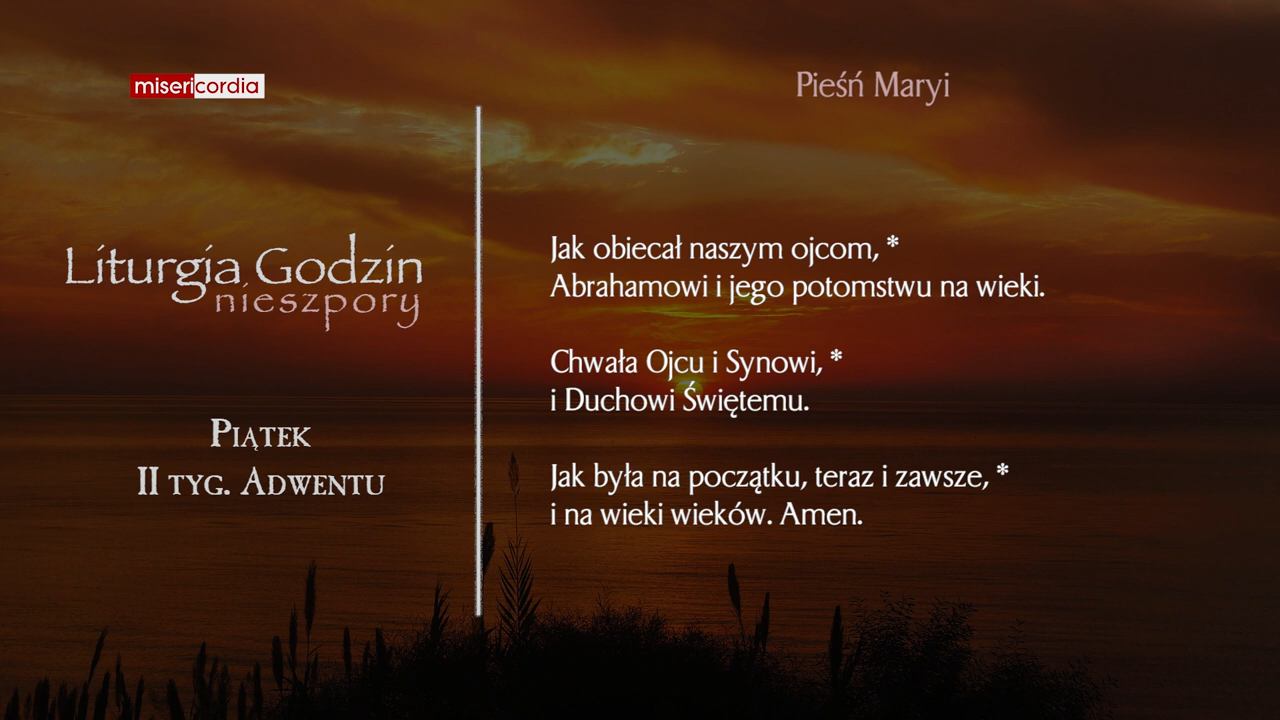 misericordia
Pieśń Maryi
Liturgia Godzin
nieszpory
Piątek
II tyg. Adwentu
Jak obiecał naszym ojcom, *
Abrahamowi i jego potomstwu na wieki.
Chwała Ojcu i Synowi, *
i Duchowi Świętemu.
Jak była na początku, teraz i zawsze, *
i na wieki wieków. Amen.